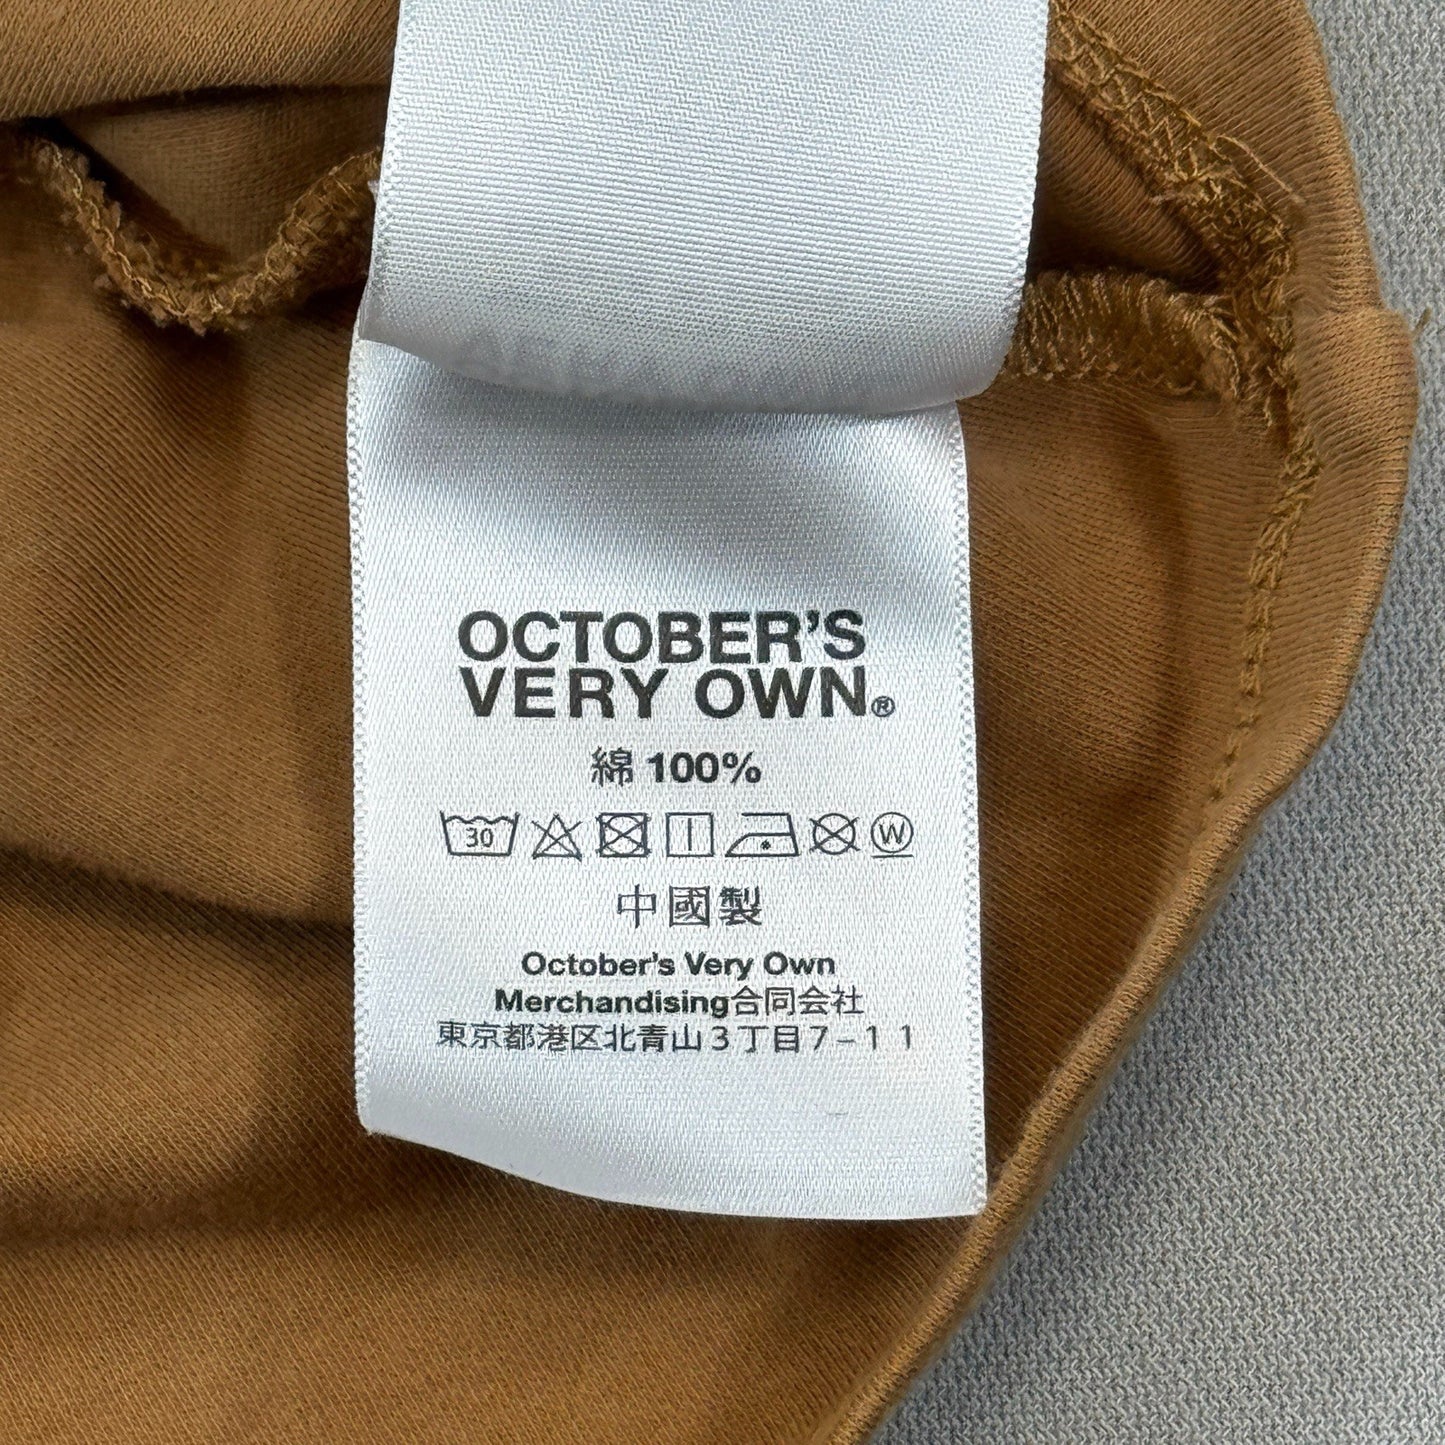 OCTOBER'S
VERY OWN®
綿 100%
30 W
中國製
October's Very Own
Merchandising合同会社
東京都港区北青山3丁目7−11